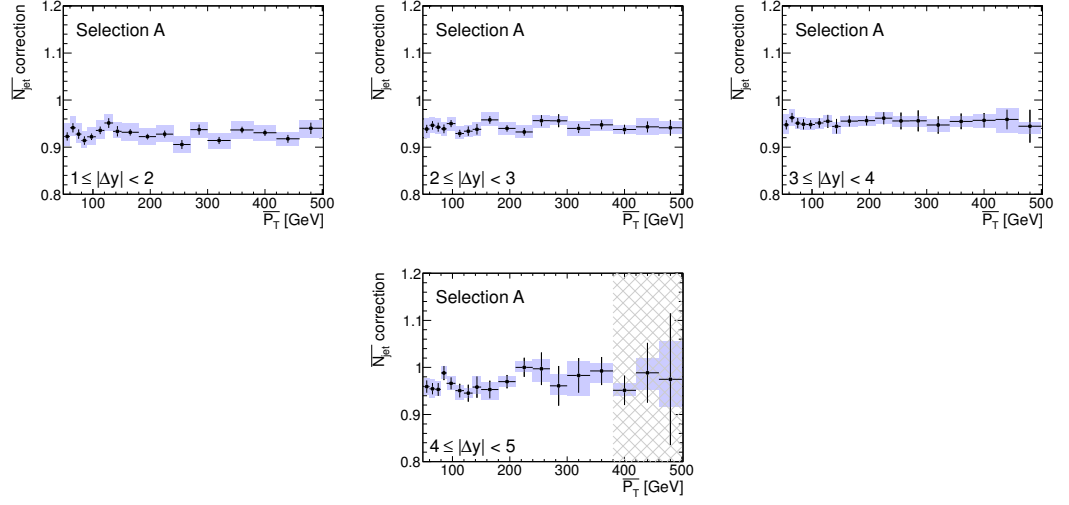 N_jet correction
1.2
1.1
1
0.9
0.8
Selection A
1 ≤ |Δy| < 2
100 200 300 400 500
P_T [GeV]
N_jet correction
1.2
1.1
1
0.9
0.8
Selection A
2 ≤ |Δy| < 3
100 200 300 400 500
P_T [GeV]
N_jet correction
1.2
1.1
1
0.9
0.8
Selection A
3 ≤ |Δy| < 4
100 200 300 400 500
P_T [GeV]
N_jet correction
1.2
1.1
1
0.9
0.8
Selection A
4 ≤ |Δy| < 5
100 200 300 400 500
P_T [GeV]